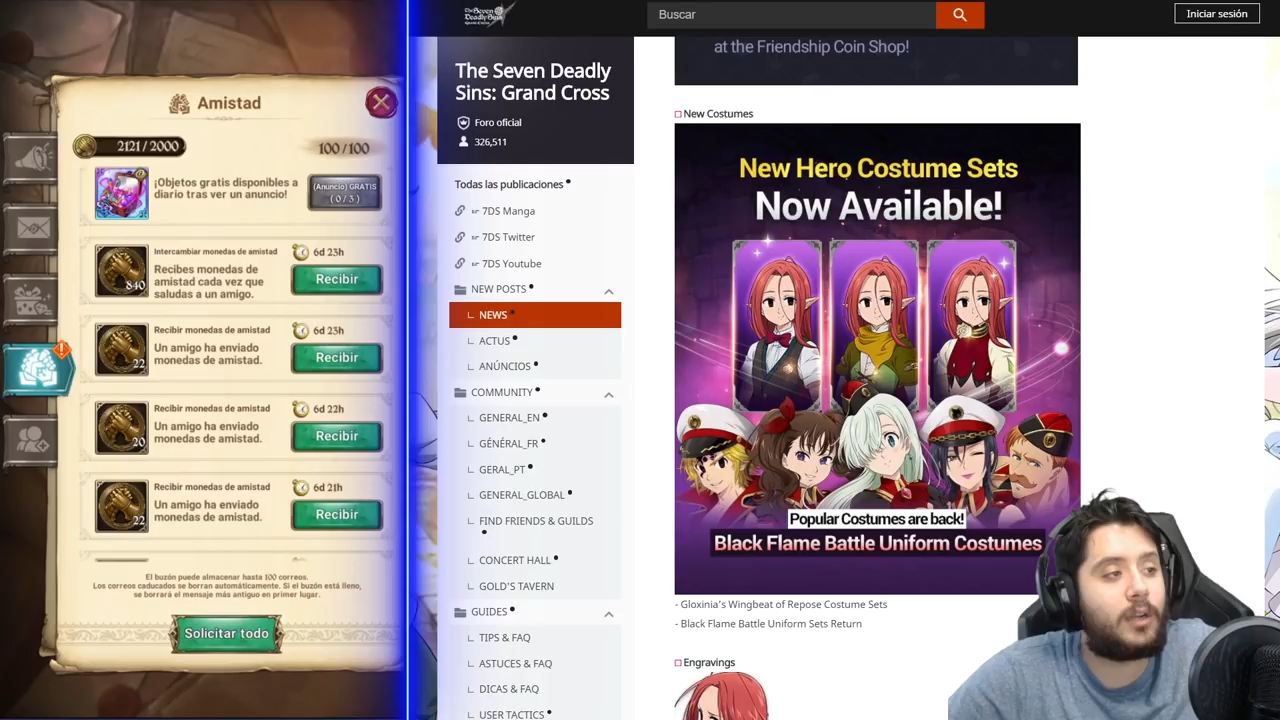 Amistad
2121/2000
100/100
¡Objetos gratis disponibles a
diario tras ver un anuncio!
(Anuncio) GRATIS
( 0 / 3 )
Intercambiar monedas de amistad
6d 23h
Recibes monedas de
amistad cada vez que
saludas a un amigo.
840
Recibir
Recibir monedas de amistad
6d 23h
Un amigo ha enviado
monedas de amistad.
22
Recibir
Recibir monedas de amistad
6d 22h
Un amigo ha enviado
monedas de amistad.
20
Recibir
Recibir monedas de amistad
6d 21h
Un amigo ha enviado
monedas de amistad.
22
Recibir
El buzón puede almacenar hasta 100 correos.
Los correos caducados se borran automáticamente. Si el buzón está lleno,
se borrará el mensaje más antiguo en primer lugar.
Solicitar todo
The Seven
Deadly Sins
Buscar
Iniciar sesión
The Seven Deadly
Sins: Grand Cross
Foro oficial
326,511
Todas las publicaciones
☞ 7DS Manga
☞ 7DS Twitter
☞ 7DS Youtube
NEW POSTS
NEWS
ACTUS
ANÚNCIOS
COMMUNITY
GENERAL_EN
GÉNÉRAL_FR
GERAL_PT
GENERAL_GLOBAL
FIND FRIENDS & GUILDS
CONCERT HALL
GOLD'S TAVERN
GUIDES
TIPS & FAQ
ASTUCES & FAQ
DICAS & FAQ
USER TACTICS
at the Friendship Coin Shop!
New Costumes
New Hero Costume Sets
Now Available!
Popular Costumes are back!
Black Flame Battle Uniform Costumes
- Gloxinia's Wingbeat of Repose Costume Sets
- Black Flame Battle Uniform Sets Return
Engravings